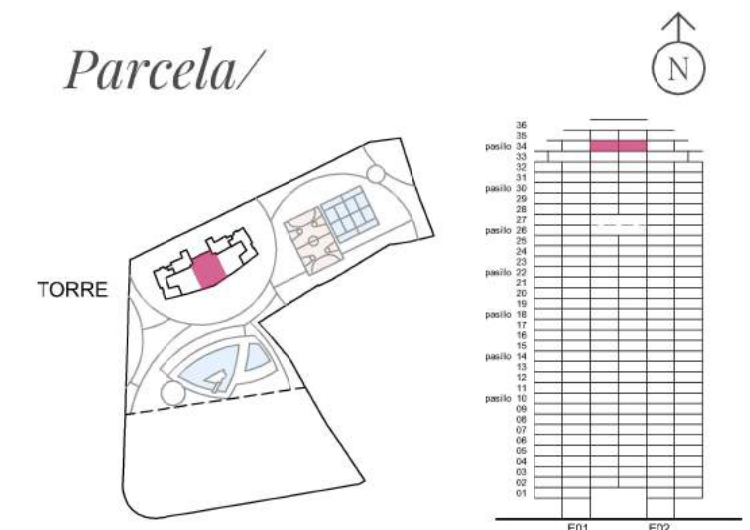 Parcela/
N
TORRE
36
35
pasillo 34
33
32
31
pasillo 30
29
28
27
pasillo 26
25
24
23
pasillo 22
21
20
19
pasillo 18
17
16
15
pasillo 14
13
12
11
pasillo 10
09
08
07
06
05
04
03
02
01
E01 E02